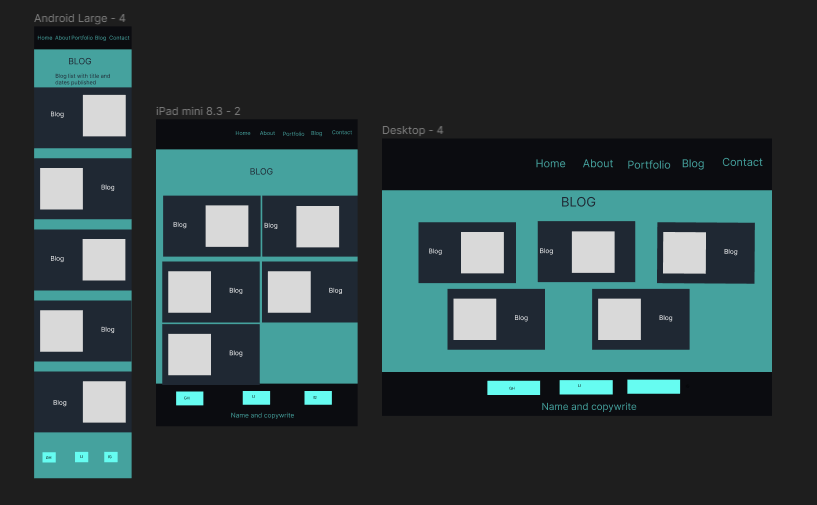 Android Large - 4
Home About Portfolio Blog Contact
BLOG
Blog list with title and
dates published
Blog
Blog
Blog
Blog
Blog
GH
LI
IG
iPad mini 8.3 - 2
Home About Portfolio Blog Contact
BLOG
Blog
Blog
Blog
Blog
Blog
GH
LI
IG
Name and copywrite
Desktop - 4
Home About Portfolio Blog Contact
BLOG
Blog
Blog
Blog
Blog
Blog
GH
LI
Name and copywrite